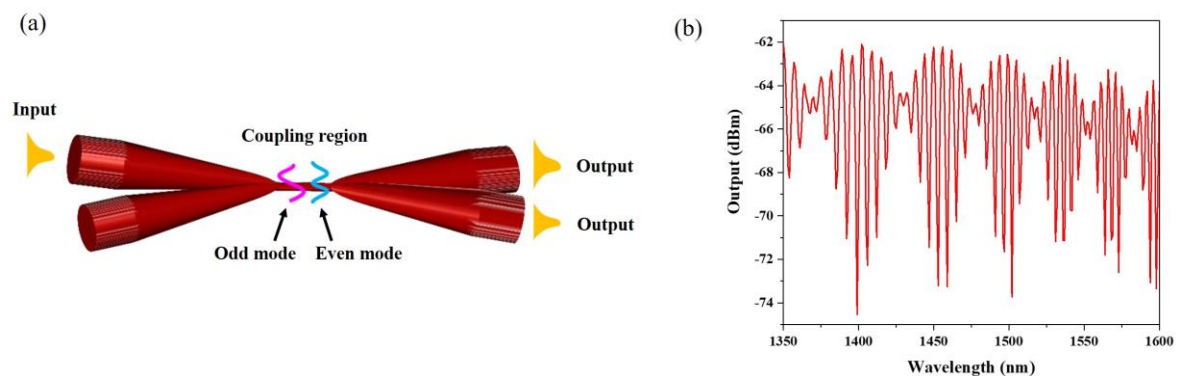 (a)
Input
Coupling region
Output
Output
Odd mode
Even mode
(b)
-62
-64
-66
-68
-70
-72
-74
Output (dBm)
1350
1400
1450
1500
1550
1600
Wavelength (nm)